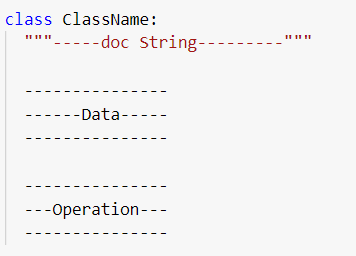 class ClassName:
"""-----doc String---------"""
---------------
------Data-----
---------------
---------------
---Operation---
---------------